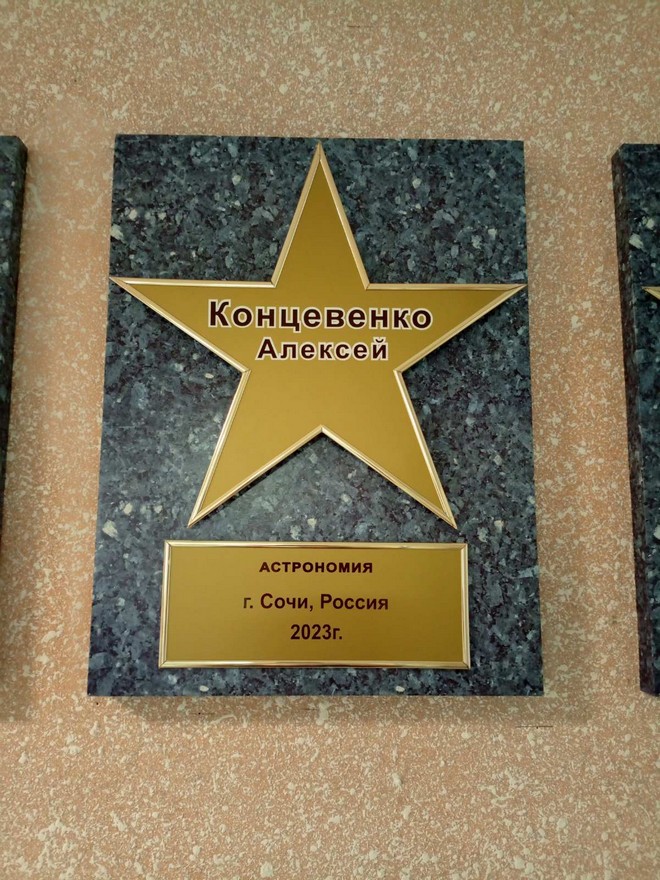 Концевенко
Алексей
АСТРОНОМИЯ
г. Сочи, Россия
2023г.